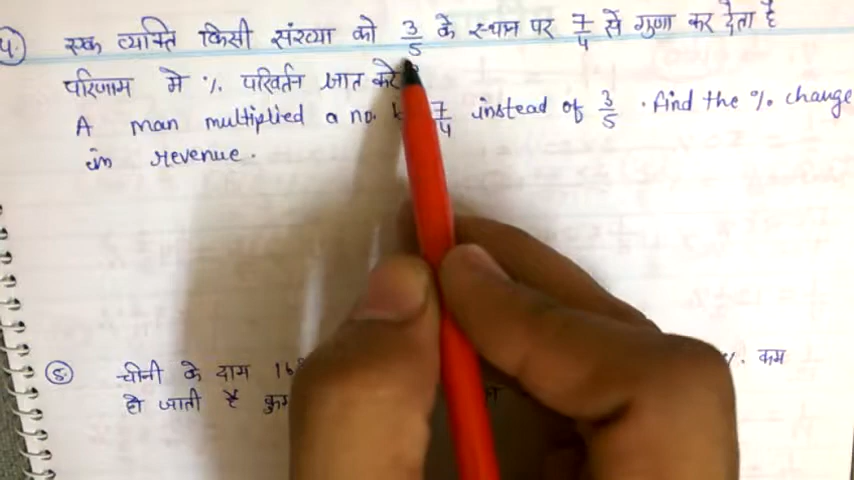 4. एक व्यक्ति किसी संख्या को 3/5 के स्थान पर 7/4 से गुणा कर देता है
परिणाम मे % परिवर्तन ज्ञात करे
A man multiplied a no. 7/4 instead of 3/5 . find the % change
in revenue.
5. चीनी के दाम %. कम
हो जाती है